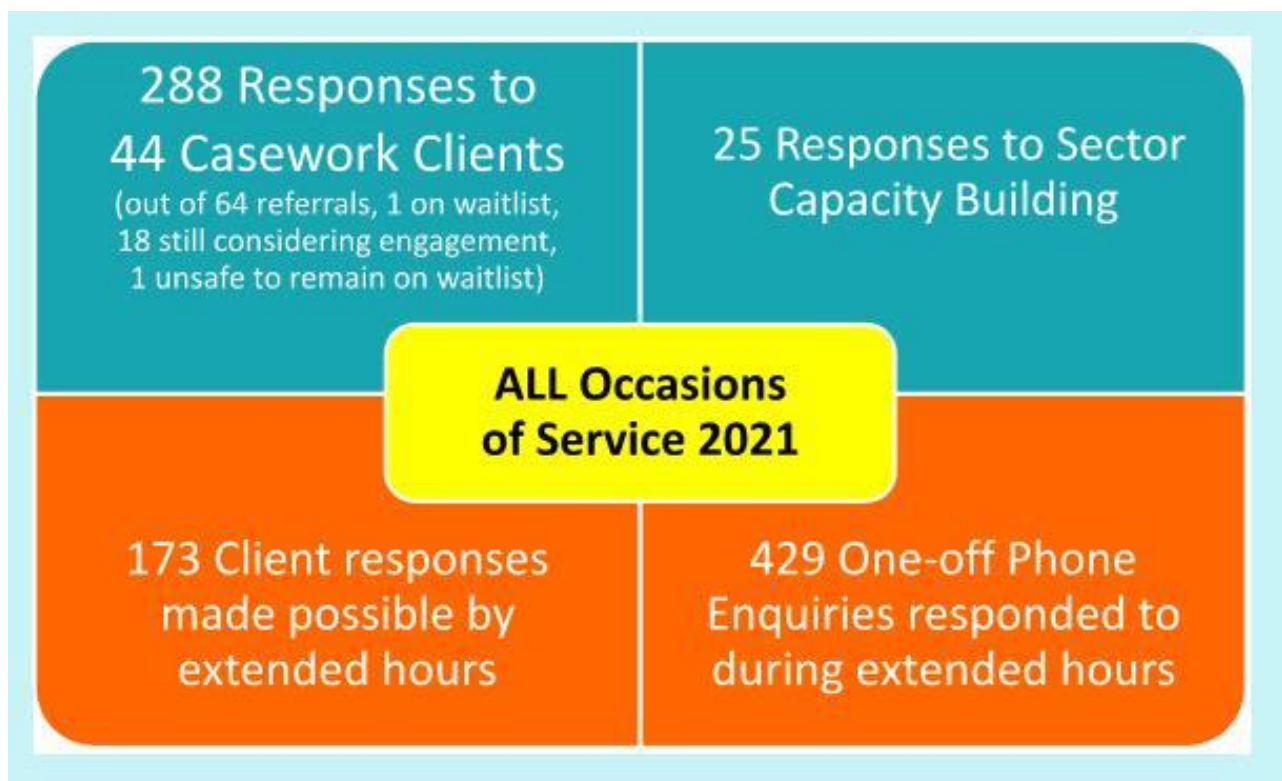 288 Responses to
44 Casework Clients
(out of 64 referrals, 1 on waitlist,
18 still considering engagement,
1 unsafe to remain on waitlist)
25 Responses to Sector
Capacity Building
ALL Occasions
of Service 2021
173 Client responses
made possible by
extended hours
429 One-off Phone
Enquiries responded to
during extended hours